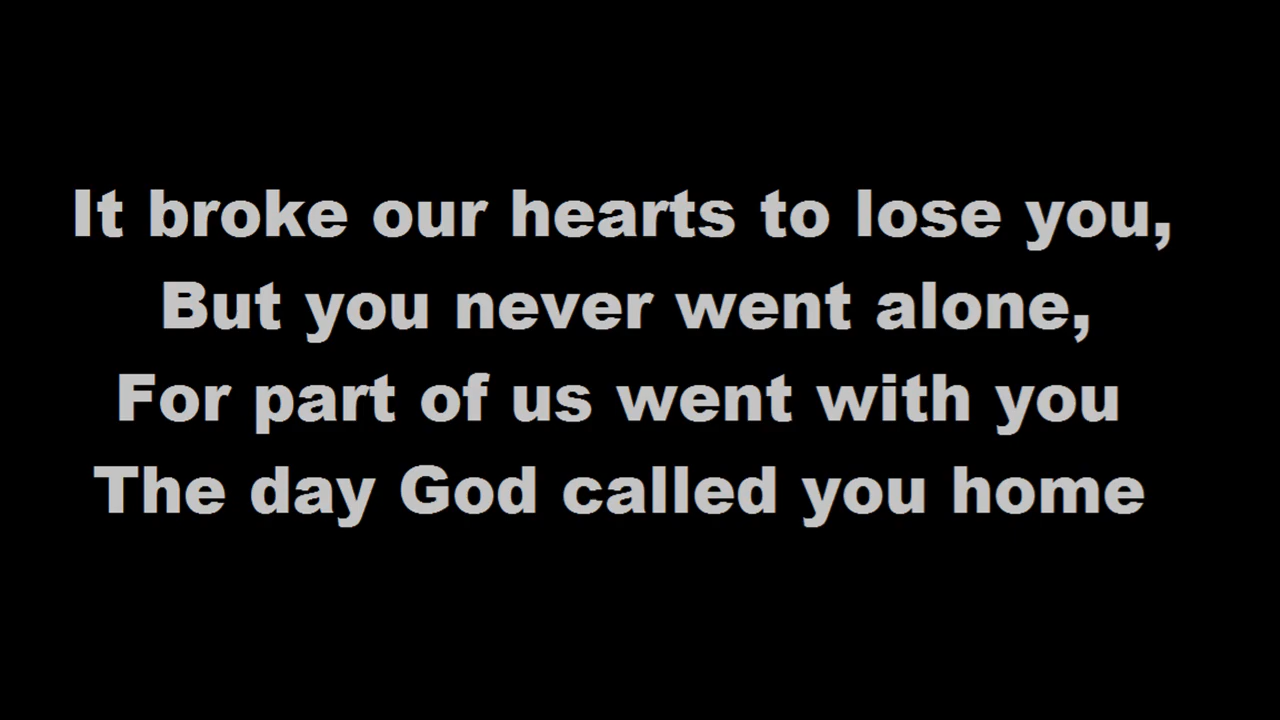 It broke our hearts to lose you,
But you never went alone,
For part of us went with you
The day God called you home